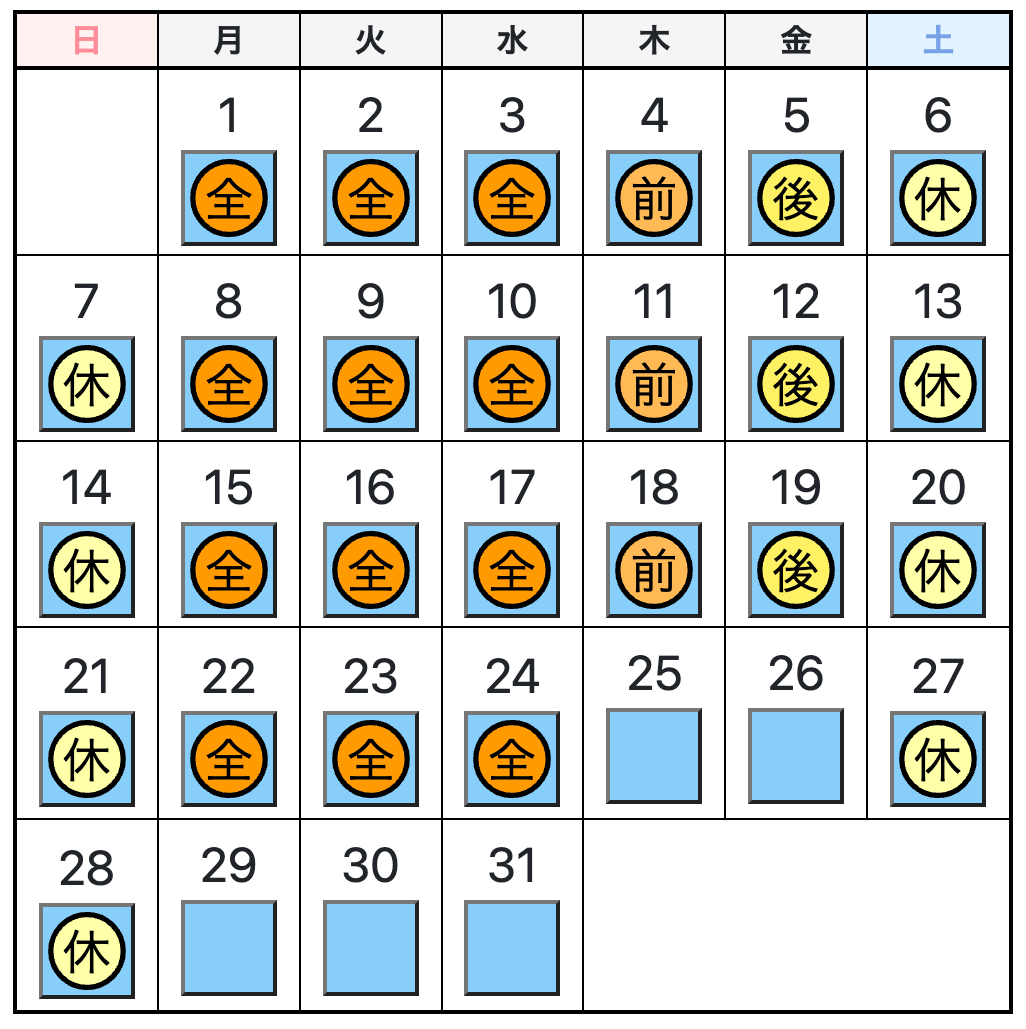 日 月 火 水 木 金 土
1 2 3 4 5 6
全 全 全 前 後 休
7 8 9 10 11 12 13
休 全 全 全 前 後 休
14 15 16 17 18 19 20
休 全 全 全 前 後 休
21 22 23 24 25 26 27
休 全 全 全 休
28 29 30 31
休